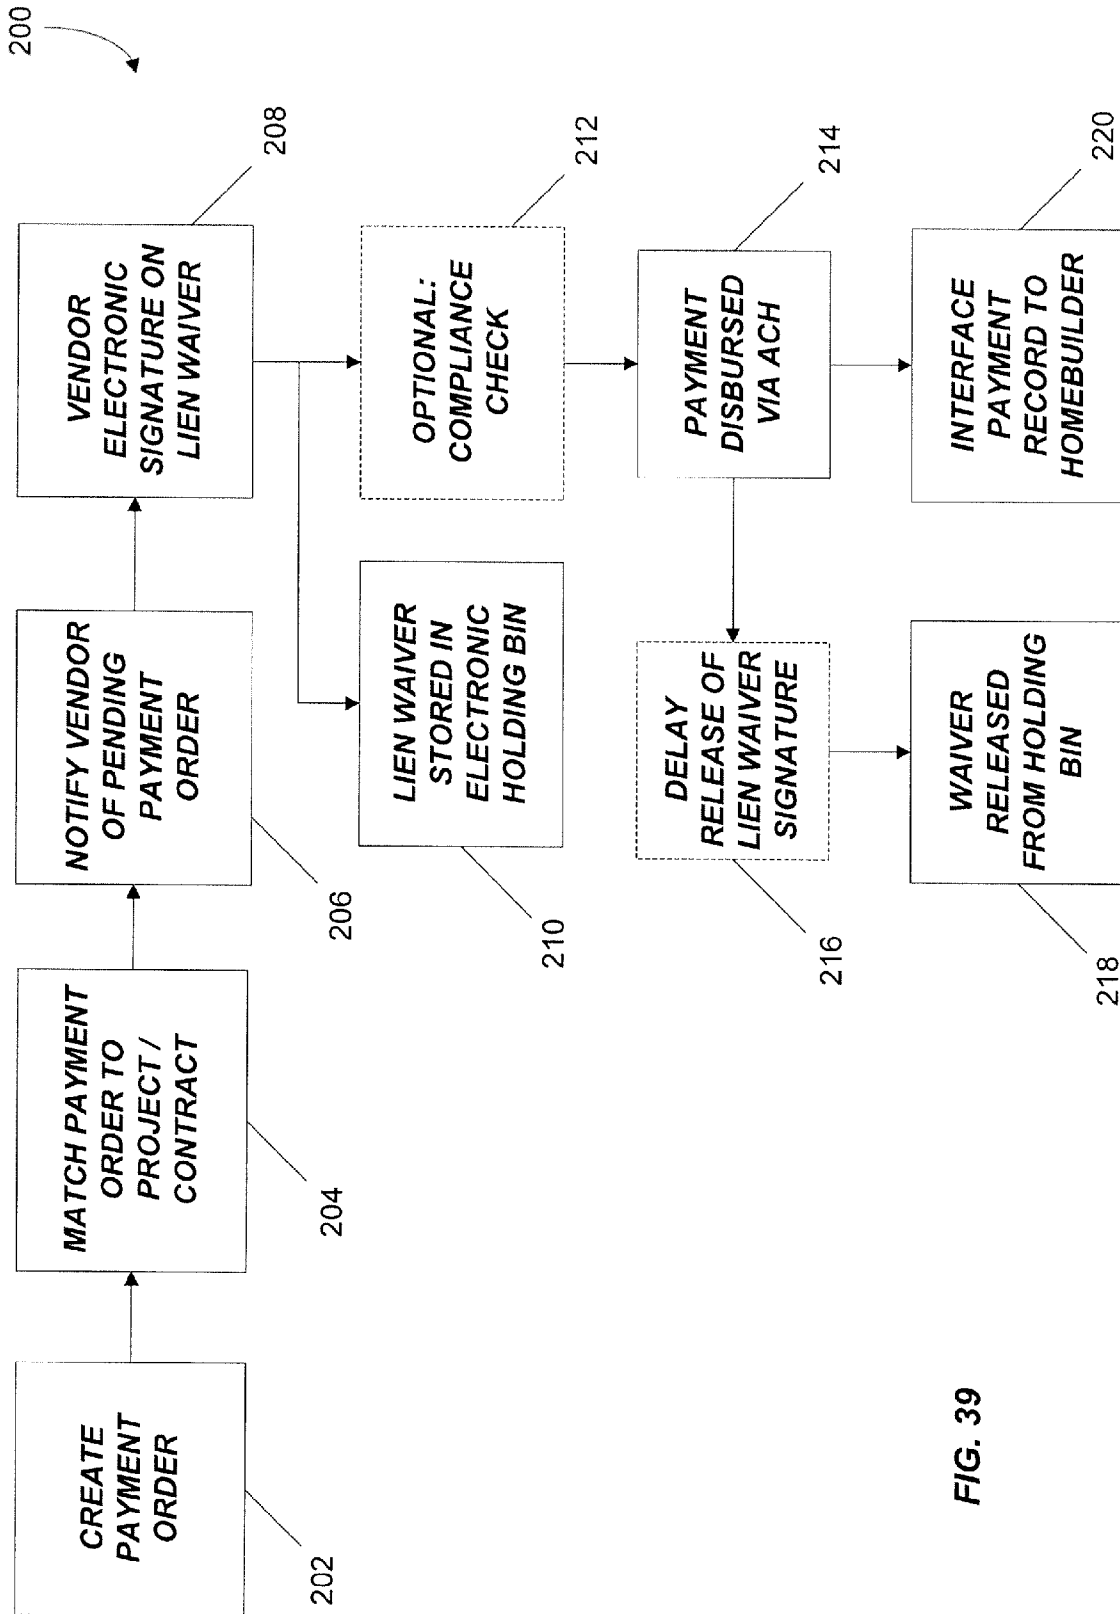 200
CREATE
PAYMENT
ORDER
202
MATCH PAYMENT
ORDER TO
PROJECT /
CONTRACT
204
NOTIFY VENDOR
OF PENDING
PAYMENT
ORDER
206
VENDOR
ELECTRONIC
SIGNATURE ON
LIEN WAIVER
208
LIEN WAIVER
STORED IN
ELECTRONIC
HOLDING BIN
210
OPTIONAL:
COMPLIANCE
CHECK
212
PAYMENT
DISBURSED
VIA ACH
214
DELAY
RELEASE OF
LIEN WAIVER
SIGNATURE
216
WAIVER
RELEASED
FROM HOLDING
BIN
218
INTERFACE
PAYMENT
RECORD TO
HOMEBUILDER
220
FIG. 39